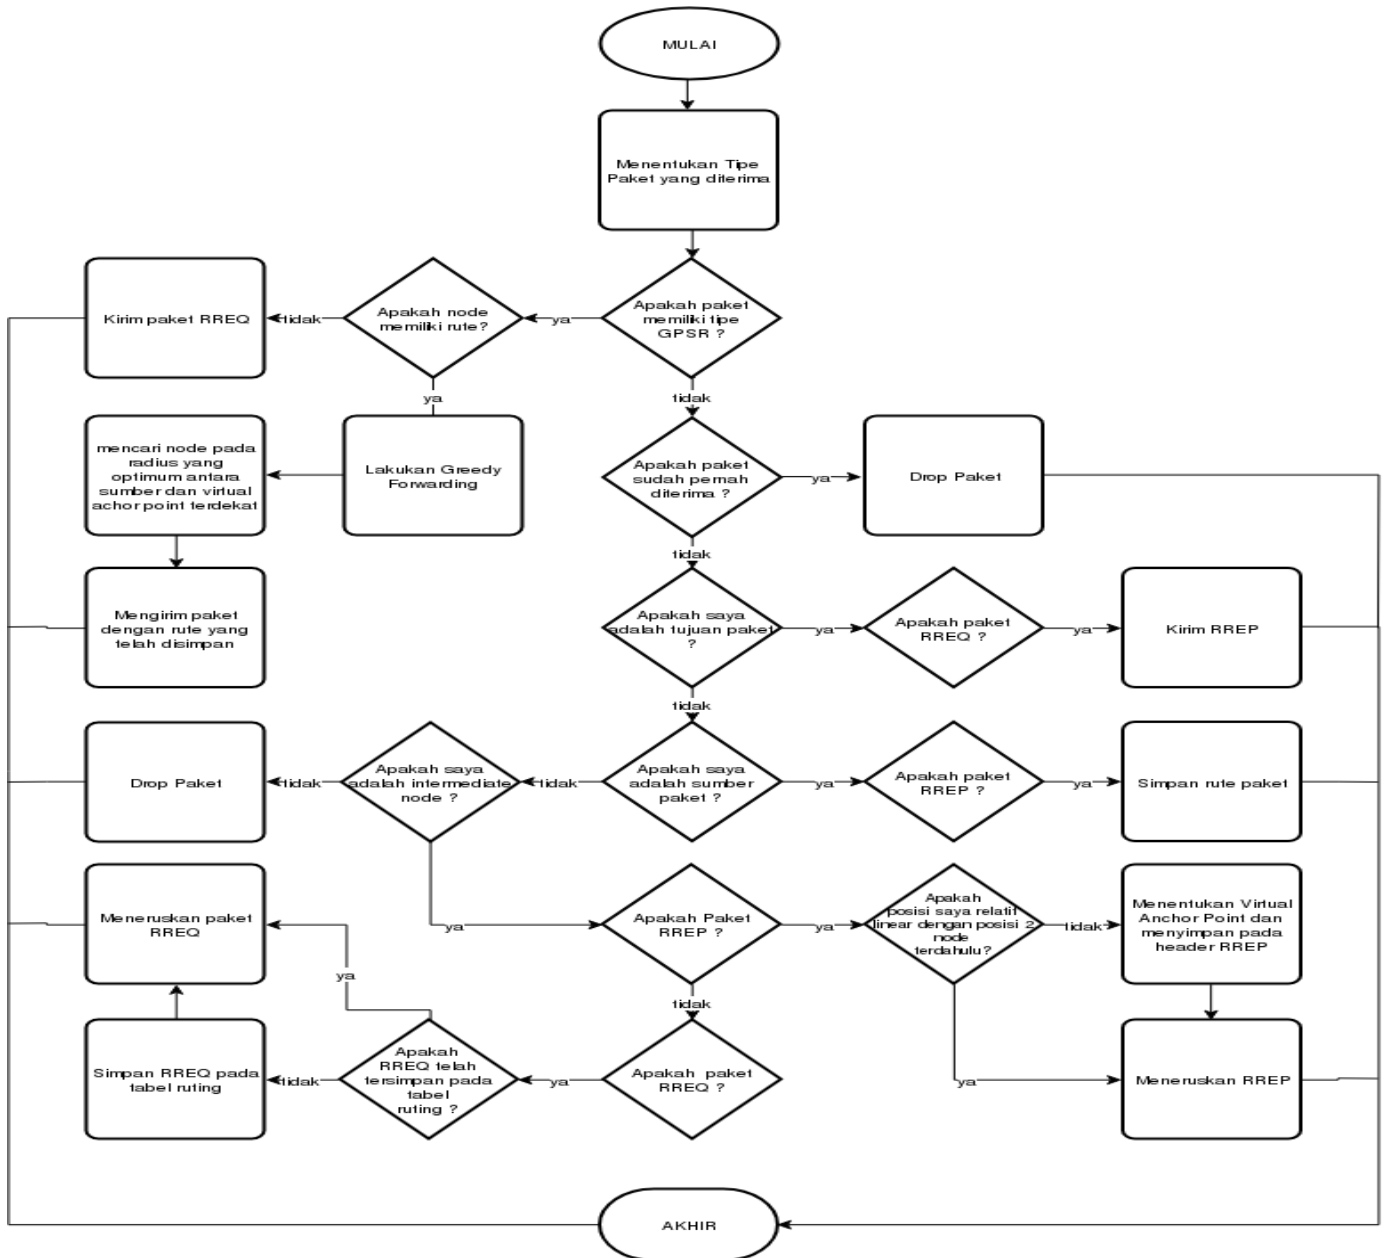 MULAI
Menentukan Tipe
Paket yang diterima
Kirim paket RREQ
tidak
Apakah node
memiliki rute?
ya
Apakah paket
memiliki tipe
GPSR ?
ya
tidak
mencari node pada
radius yang
optimum antara
sumber dan virtual
achor point terdekat
Lakukan Greedy
Forwarding
Apakah paket
sudah pernah
diterima ?
ya
Drop Paket
tidak
Mengirim paket
dengan rute yang
telah disimpan
Apakah saya
adalah tujuan paket
?
ya
Apakah paket
RREQ ?
ya
Kirim RREP
tidak
Drop Paket
tidak
Apakah saya
adalah intermediate
node ?
tidak
Apakah saya
adalah sumber
paket ?
ya
Apakah paket
RREP ?
ya
Simpan rute paket
Meneruskan paket
RREQ
ya
Apakah Paket
RREP ?
ya
Apakah
posisi saya relatif
linear dengan posisi 2
node
terdahulu?
tidak
Menentukan Virtual
Anchor Point dan
menyimpan pada
header RREP
ya
tidak
Simpan RREQ pada
tabel ruting
tidak
Apakah
RREQ telah
tersimpan pada
tabel
ruting ?
ya
Apakah paket
RREQ ?
ya
Meneruskan RREP
AKHIR